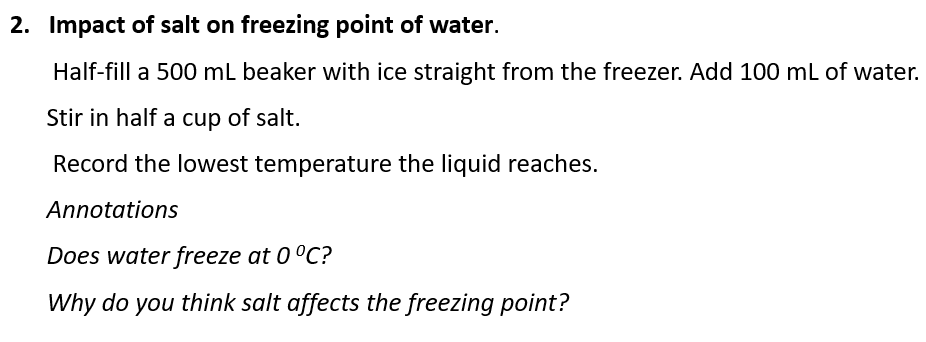 2. Impact of salt on freezing point of water.
Half-fill a 500 mL beaker with ice straight from the freezer. Add 100 mL of water.
Stir in half a cup of salt.
Record the lowest temperature the liquid reaches.
Annotations
Does water freeze at 0 ⁰C?
Why do you think salt affects the freezing point?